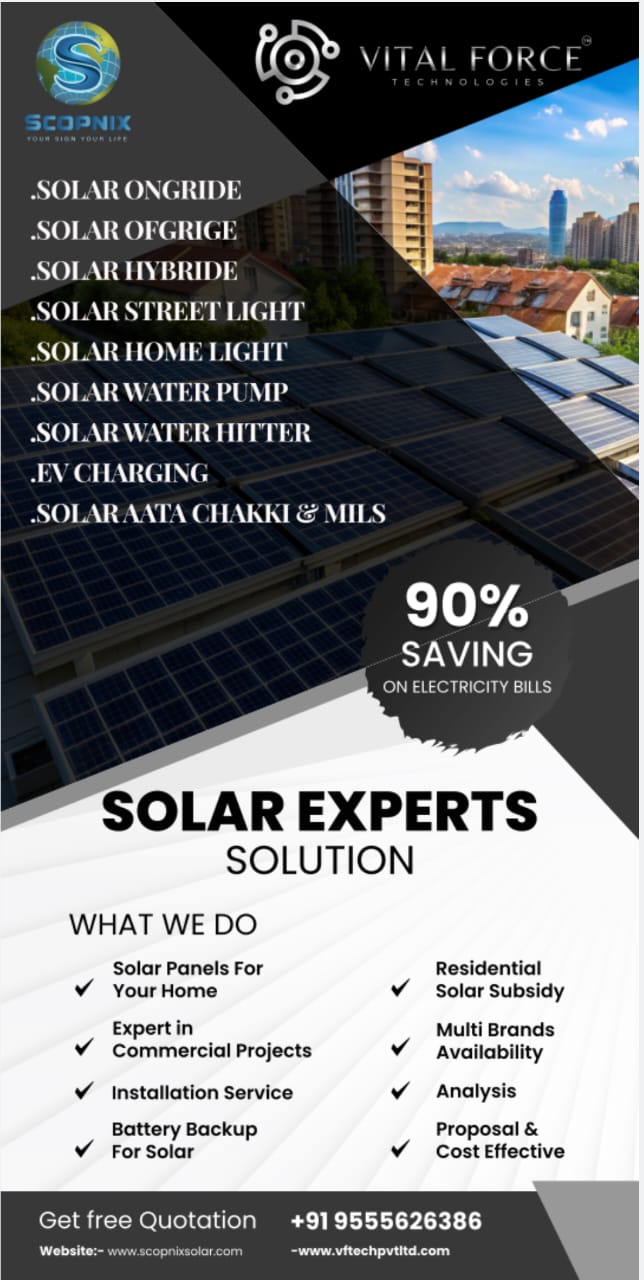 SCOPNIX
YOUR SIGN YOUR LIFE
VITAL FORCE
TECHNOLOGIES
.SOLAR ONGRIDE
.SOLAR OFGRIGE
.SOLAR HYBRIDE
.SOLAR STREET LIGHT
.SOLAR HOME LIGHT
.SOLAR WATER PUMP
.SOLAR WATER HITTER
.EV CHARGING
.SOLAR AATA CHAKKI & MILS
90%
SAVING
ON ELECTRICITY BILLS
SOLAR EXPERTS
SOLUTION
WHAT WE DO
Solar Panels For
Your Home
Expert in
Commercial Projects
Installation Service
Battery Backup
For Solar
Residential
Solar Subsidy
Multi Brands
Availability
Analysis
Proposal &
Cost Effective
Get free Quotation
+91 9555626386
Website:- www.scopnixsolar.com
-www.vftechpvtltd.com